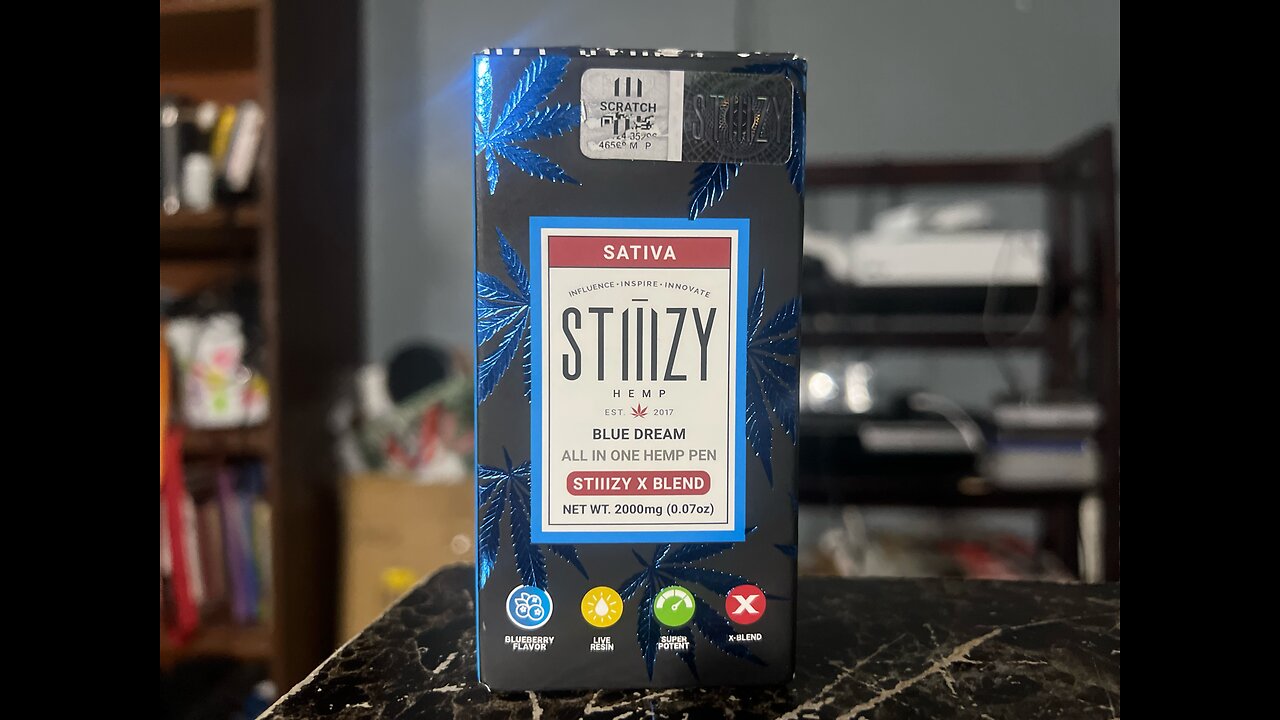 SCRATCH
STIIIZY
SATIVA
INFLUENCE • INSPIRE • INNOVATE
STIIIZY
HEMP
EST. 2017
BLUE DREAM
ALL IN ONE HEMP PEN
STIIIZY X BLEND
NET WT. 2000mg (0.07oz)
BLUEBERRY FLAVOR
LIVE RESIN
SUPER POTENT
X-BLEND